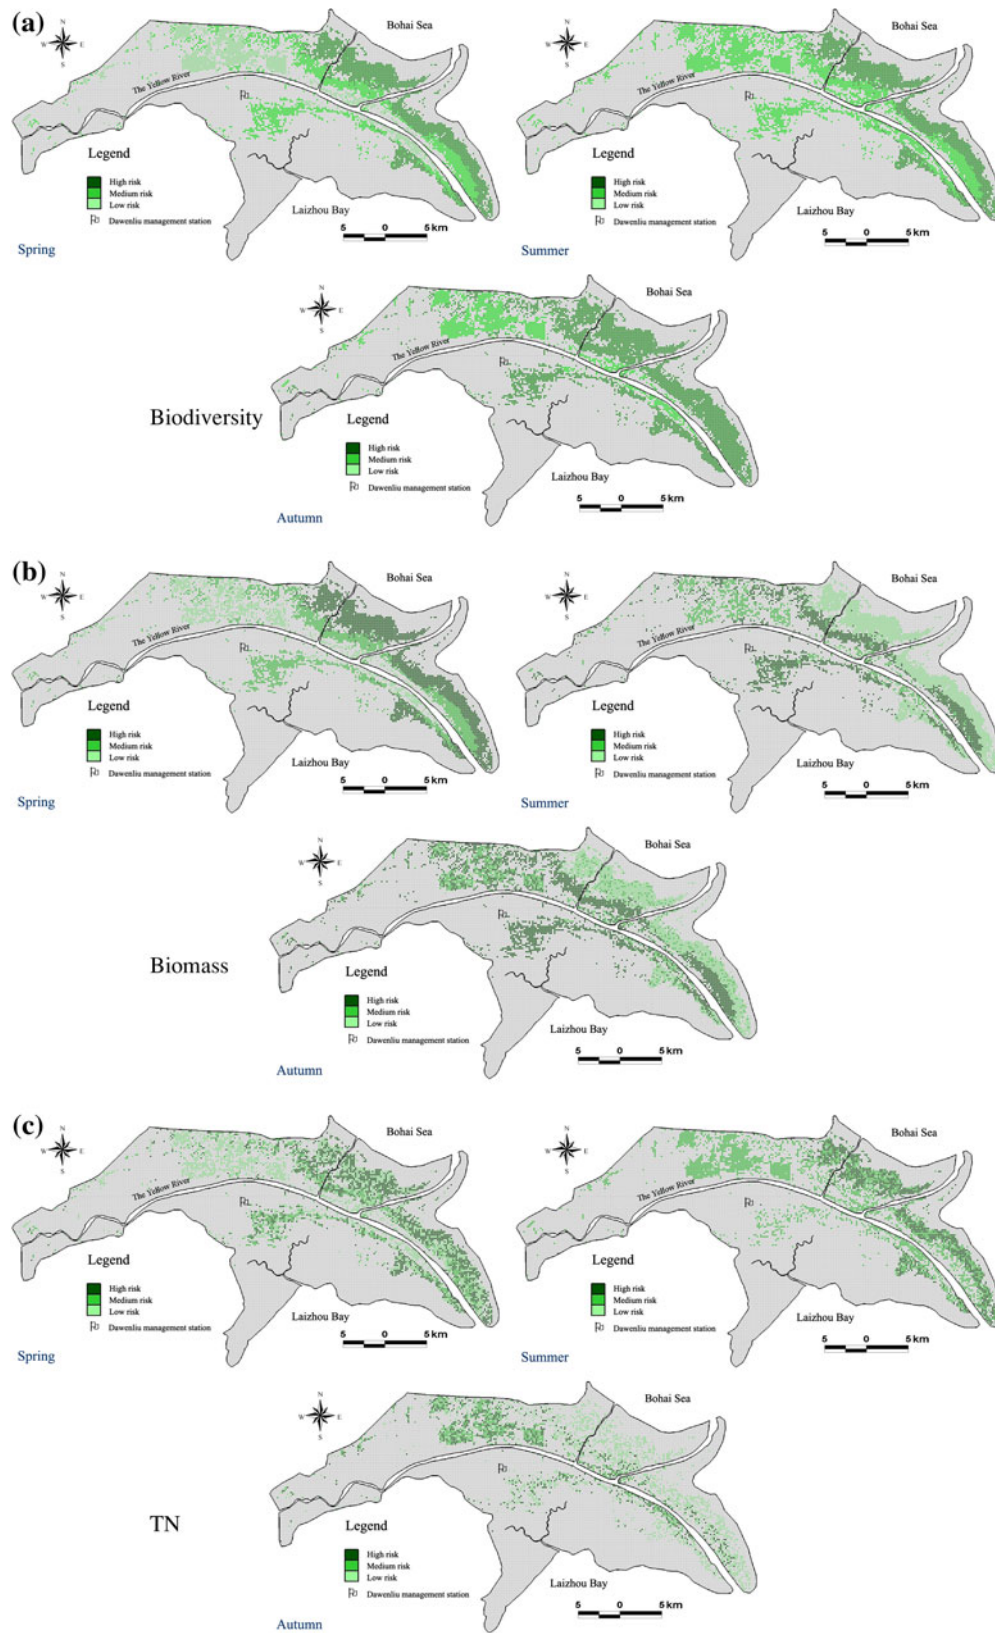 (a)
N
W E
S
Bohai Sea
The Yellow River
Legend
High risk
Medium risk
Low risk
Dawenliu management station
Laizhou Bay
5 0 5 km
Spring
N
W E
S
Bohai Sea
The Yellow River
Legend
High risk
Medium risk
Low risk
Dawenliu management station
Laizhou Bay
5 0 5 km
Summer
N
W E
S
Bohai Sea
The Yellow River
Biodiversity
Legend
High risk
Medium risk
Low risk
Dawenliu management station
Laizhou Bay
5 0 5 km
Autumn
(b)
N
W E
S
Bohai Sea
The Yellow River
Legend
High risk
Medium risk
Low risk
Dawenliu management station
Laizhou Bay
5 0 5 km
Spring
N
W E
S
Bohai Sea
The Yellow River
Legend
High risk
Medium risk
Low risk
Dawenliu management station
Laizhou Bay
5 0 5 km
Summer
N
W E
S
Bohai Sea
Biomass
Legend
High risk
Medium risk
Low risk
Dawenliu management station
Laizhou Bay
5 0 5 km
Autumn
(c)
N
W E
S
Bohai Sea
The Yellow River
Legend
High risk
Medium risk
Low risk
Dawenliu management station
Laizhou Bay
5 0 5 km
Spring
N
W E
S
Bohai Sea
The Yellow River
Legend
High risk
Medium risk
Low risk
Dawenliu management station
Laizhou Bay
5 0 5 km
Summer
N
W E
S
Bohai Sea
TN
Legend
High risk
Medium risk
Low risk
Dawenliu management station
Laizhou Bay
5 0 5 km
Autumn